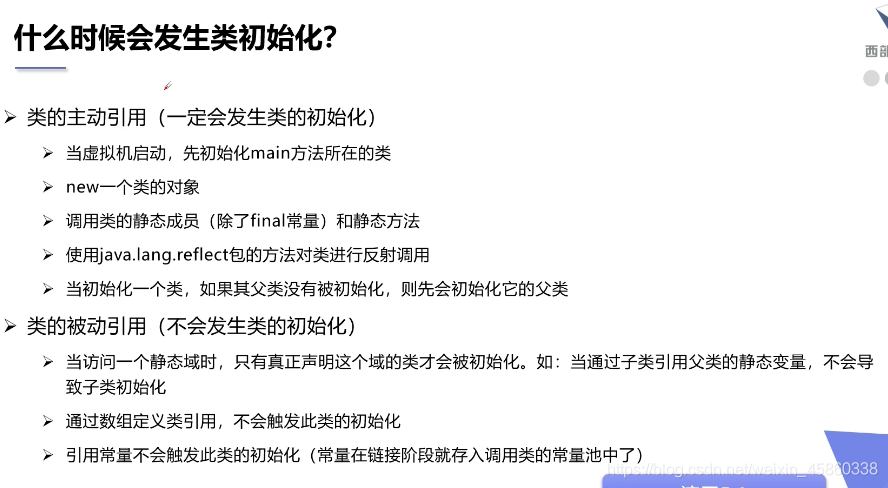 什么时候会发生类初始化?
西部
类的主动引用（一定会发生类的初始化）
当虚拟机启动，先初始化main方法所在的类
new一个类的对象
调用类的静态成员（除了final常量）和静态方法
使用java.lang.reflect包的方法对类进行反射调用
当初始化一个类，如果其父类没有被初始化，则先会初始化它的父类
类的被动引用（不会发生类的初始化）
当访问一个静态域时，只有真正声明这个域的类才会被初始化。如：当通过子类引用父类的静态变量，不会导
致子类初始化
通过数组定义类引用，不会触发此类的初始化
引用常量不会触发此类的初始化（常量在链接阶段就存入调用类的常量池中了）
https://blog.csdn.net/weixin_45860338